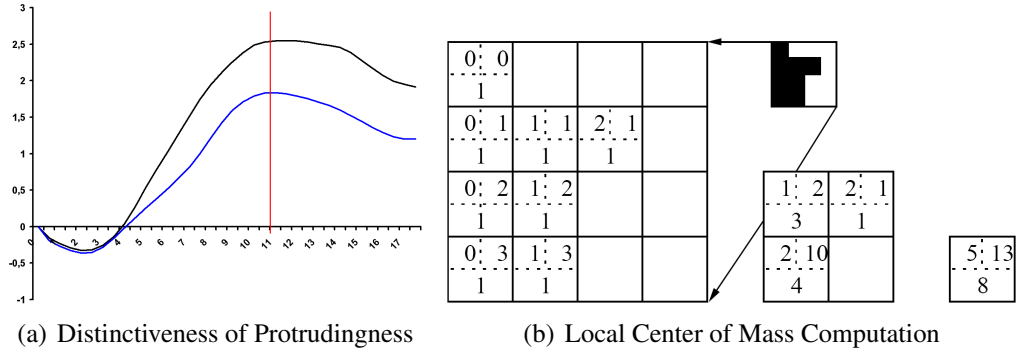 3
2,5
2
1,5
1
0,5
0
-0,5
-1
0 1 2 3 4 5 6 7 8 9 10 11 12 13 14 15 16 17
0 0
1
0 1 1 1 2 1
1 1 1
0 2 1 2
1 1
0 3 1 3
1 1
1 2 2 1
3 1
2 10
4
5 13
8
(a) Distinctiveness of Protrudingness
(b) Local Center of Mass Computation